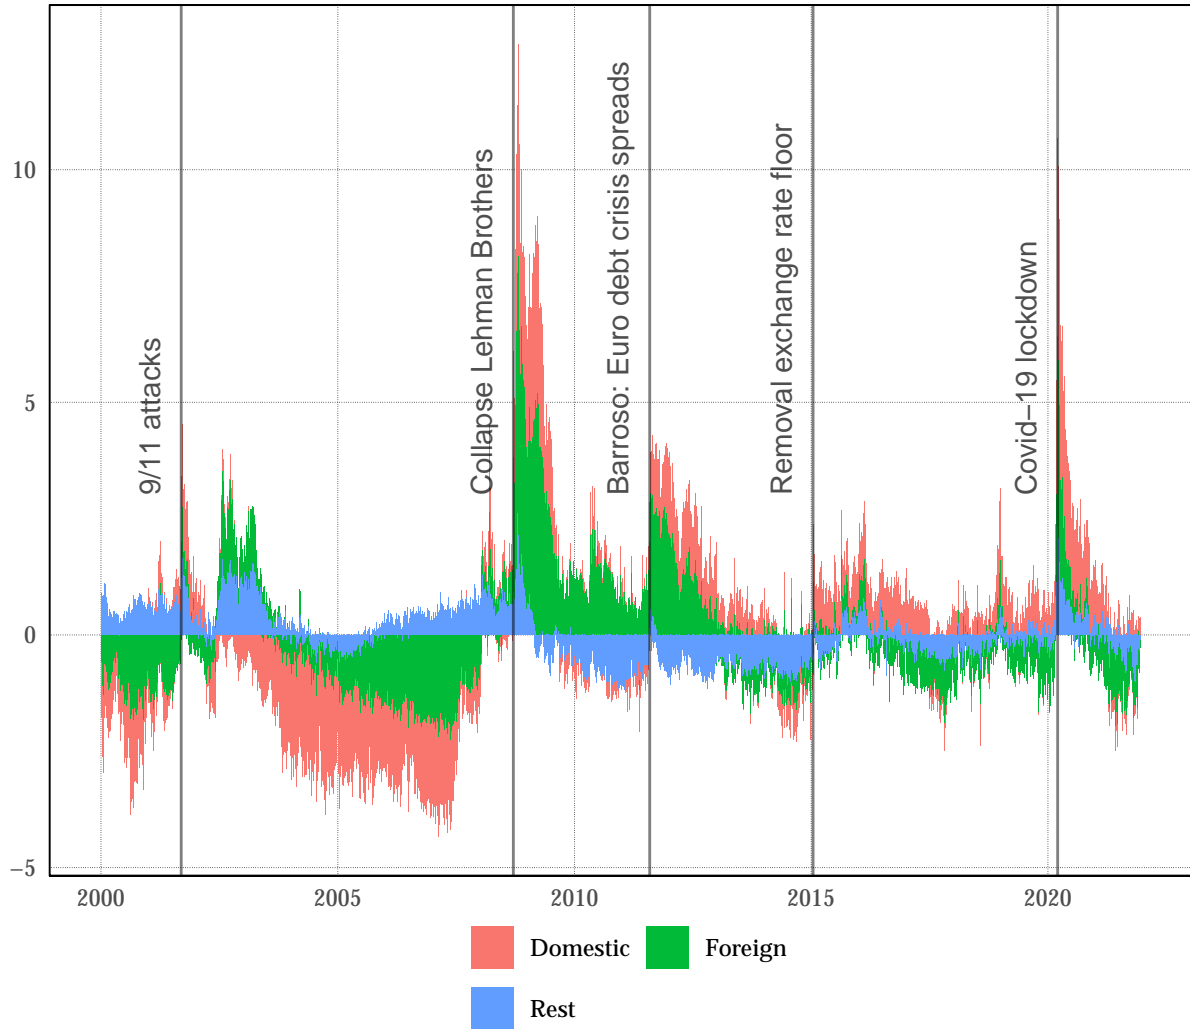 10
5
0
−5
9/11 attacks
Collapse Lehman Brothers
Barroso: Euro debt crisis spreads
Removal exchange rate floor
Covid−19 lockdown
2000
2005
2010
2015
2020
Domestic
Foreign
Rest